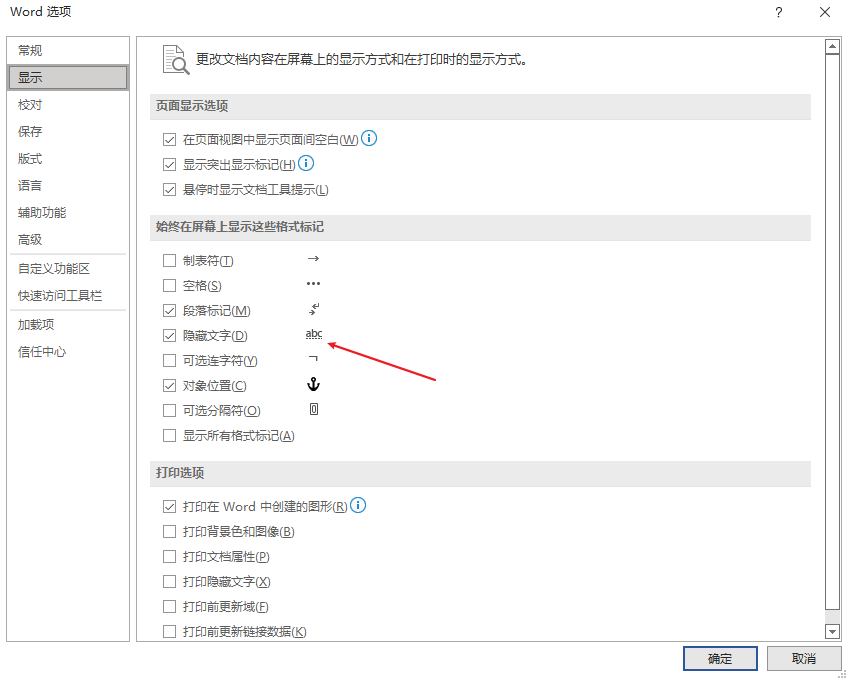 Word 选项
?
常规
显示
校对
保存
版式
语言
辅助功能
高级
自定义功能区
快速访问工具栏
加载项
信任中心
更改文档内容在屏幕上的显示方式和在打印时的显示方式。
页面显示选项
在页面视图中显示页面间空白(W)
显示突出显示标记(H)
悬停时显示文档工具提示(L)
始终在屏幕上显示这些格式标记
制表符(T)
空格(S)
段落标记(M)
隐藏文字(D) abc
可选连字符(Y)
对象位置(C)
可选分隔符(O)
显示所有格式标记(A)
打印选项
打印在 Word 中创建的图形(R)
打印背景色和图像(B)
打印文档属性(P)
打印隐藏文字(X)
打印前更新域(F)
打印前更新链接数据(K)
确定 取消